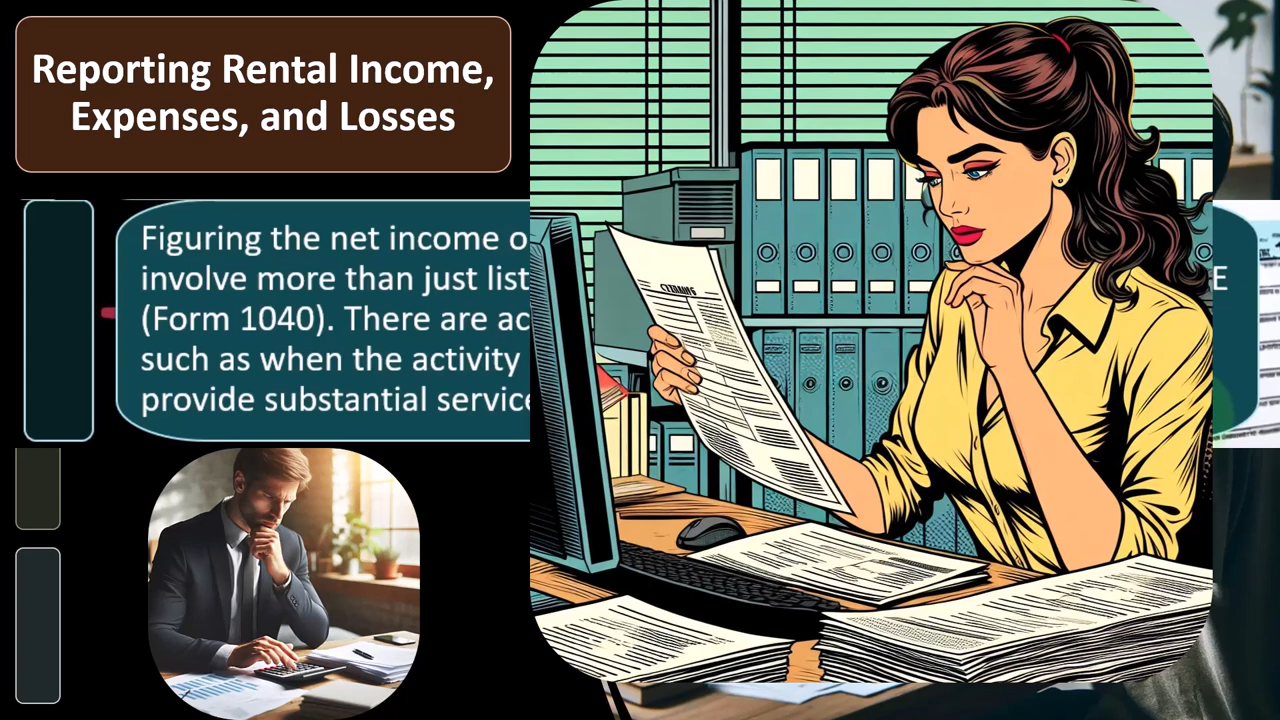 Reporting Rental Income,
Expenses, and Losses
Figuring the net income o
involve more than just list
E
(Form 1040). There are ac
such as when the activity
provide substantial service